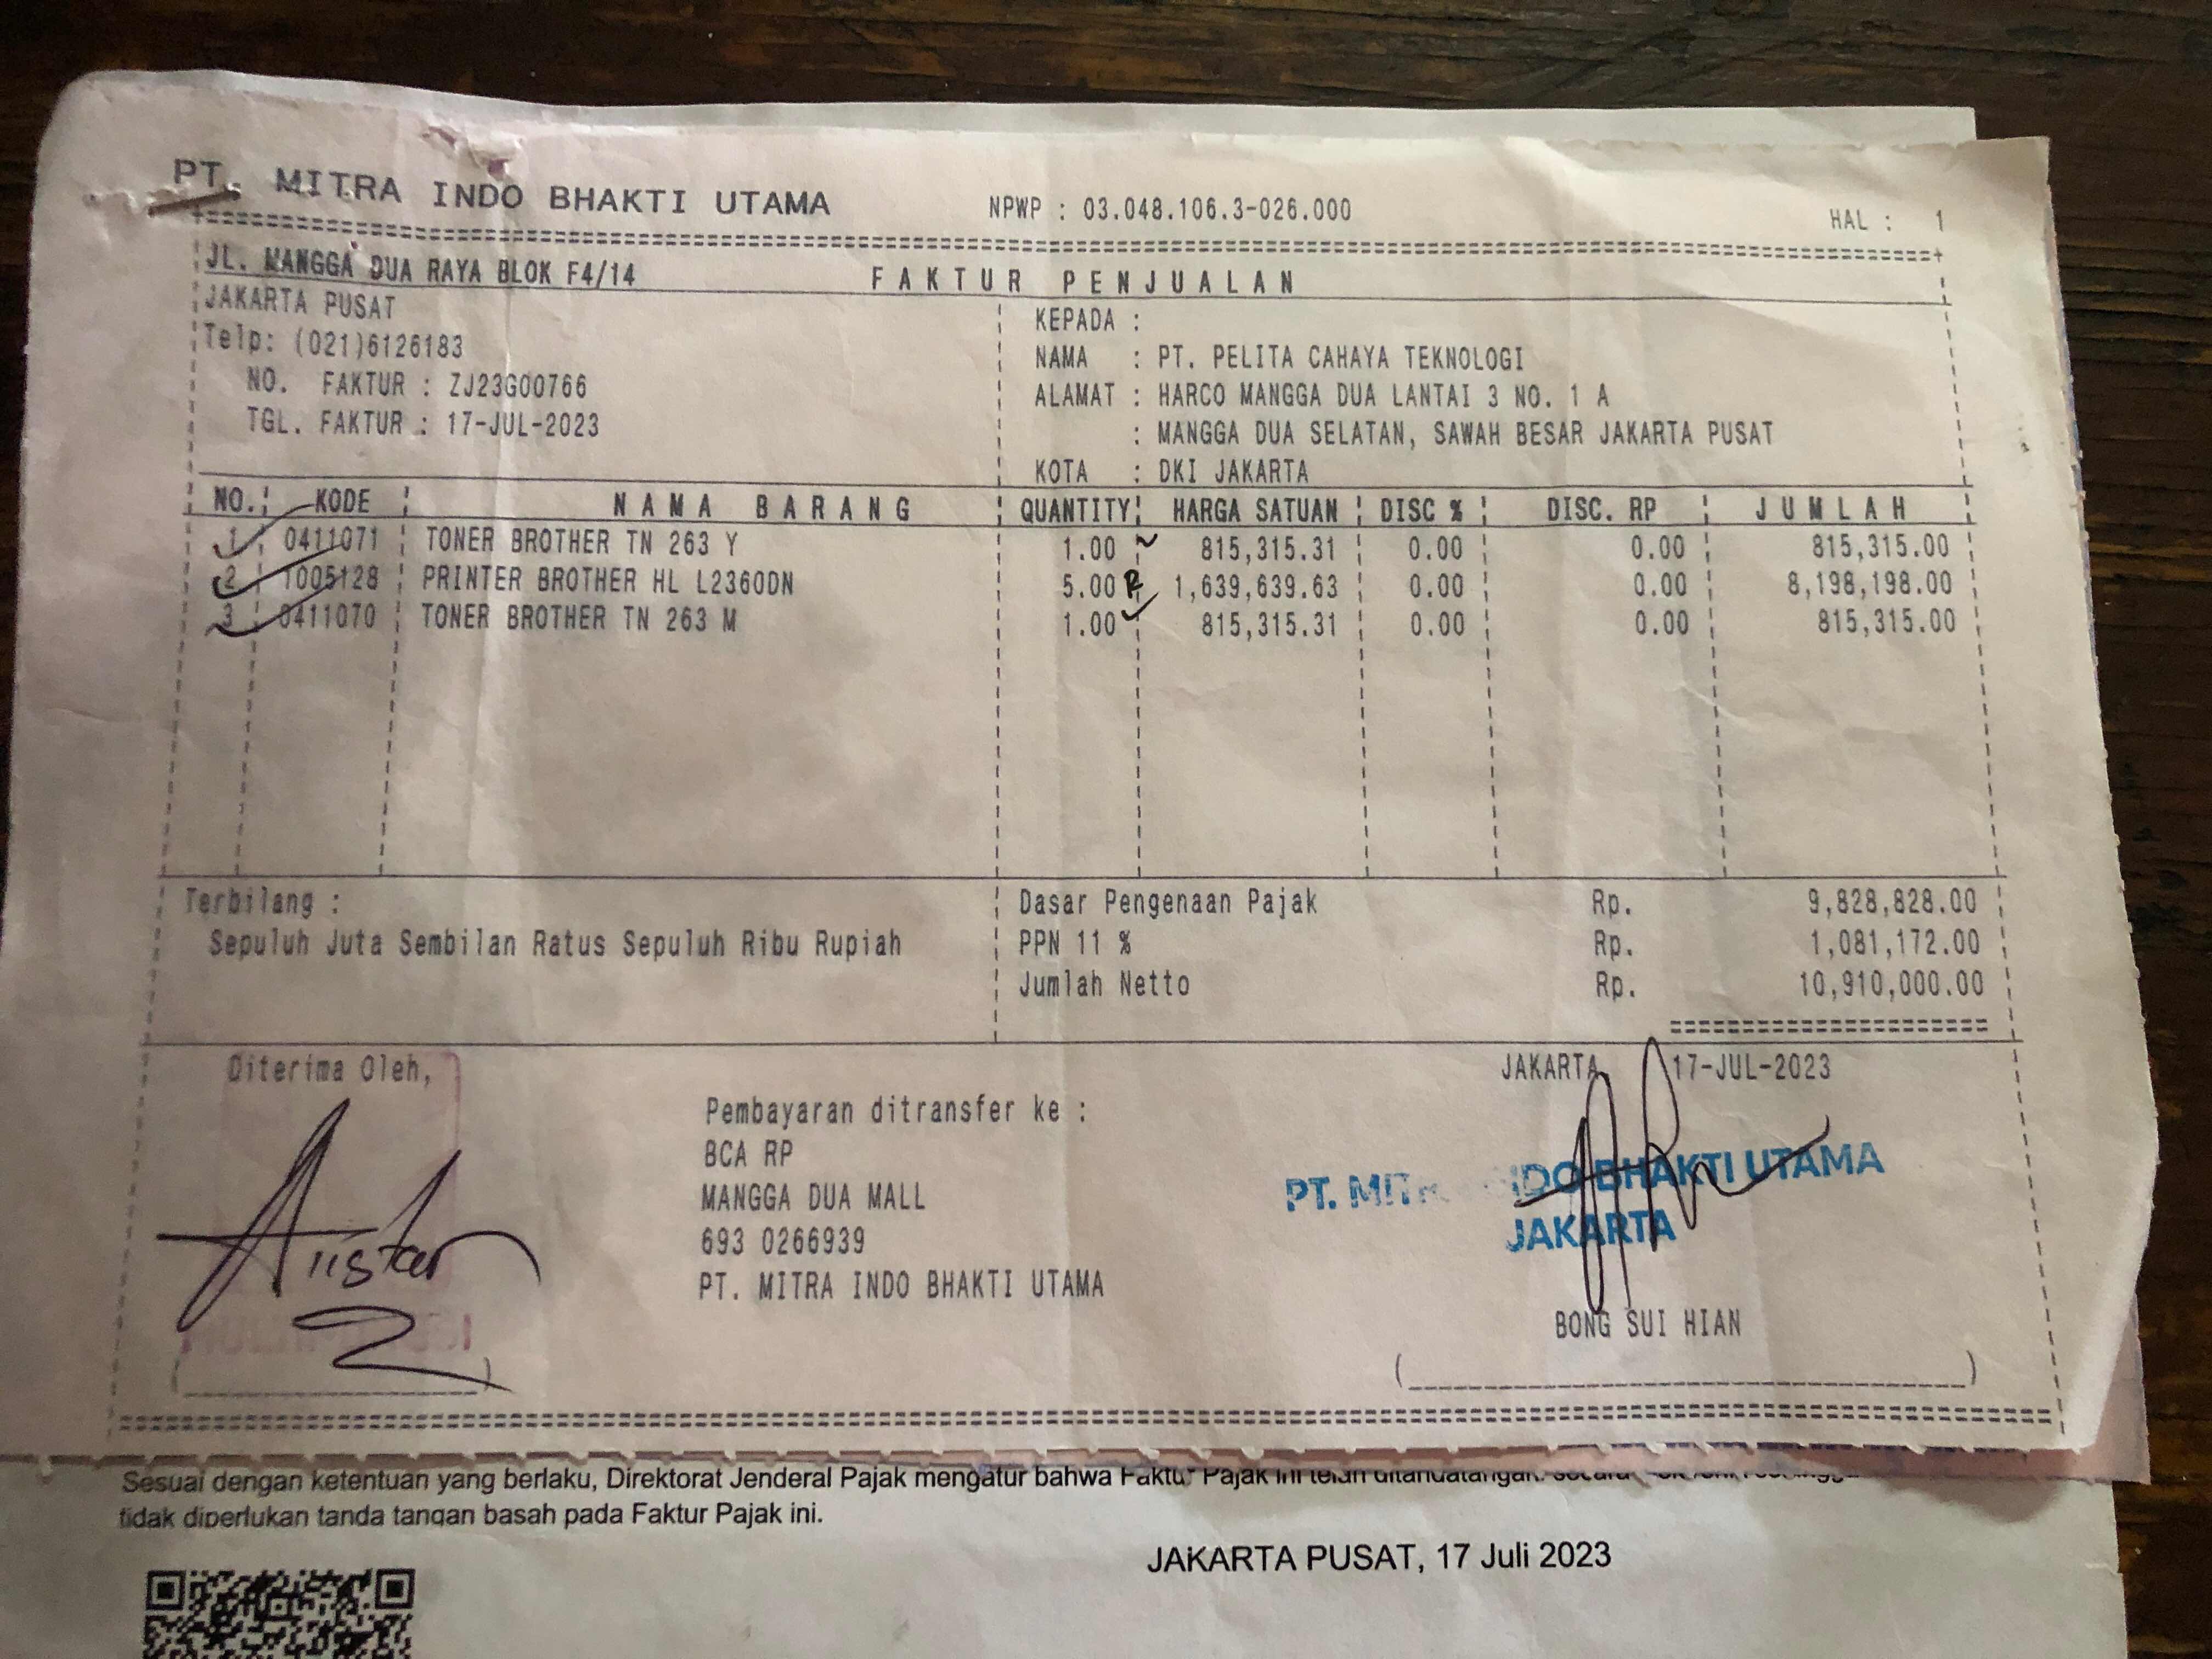 PT. MITRA INDO BHAKTI UTAMA NPWP : 03.048.106.3-026.000 HAL : 1
JL. MANGGA DUA RAYA BLOK F4/14 FAKTUR PENJUALAN
JAKARTA PUSAT
KEPADA :
Telp: (021)6126183
NAMA : PT. PELITA CAHAYA TEKNOLOGI
NO. FAKTUR : ZJ23G00766
ALAMAT : HARCO MANGGA DUA LANTAI 3 NO. 1 A
TGL. FAKTUR : 17-JUL-2023
: MANGGA DUA SELATAN, SAWAH BESAR JAKARTA PUSAT
KOTA : DKI JAKARTA
NO. KODE NAMA BARANG QUANTITY HARGA SATUAN DISC % DISC. RP JUMLAH
1 0411071 TONER BROTHER TN 263 Y 1.00 815,315.31 0.00 0.00 815,315.00
2 1005128 PRINTER BROTHER HL L2360DN 5.00 1,639,639.63 0.00 0.00 8,198,198.00
3 0411070 TONER BROTHER TN 263 M 1.00 815,315.31 0.00 0.00 815,315.00
Terbilang : Dasar Pengenaan Pajak Rp. 9,828,828.00
Sepuluh Juta Sembilan Ratus Sepuluh Ribu Rupiah PPN 11 % Rp. 1,081,172.00
Jumlah Netto Rp. 10,910,000.00
Diterima Oleh, JAKARTA, 17-JUL-2023
Pembayaran ditransfer ke :
BCA RP
MANGGA DUA MALL
693 0266939
PT. MITRA INDO BHAKTI UTAMA
PT. MITRA INDO BHAKTI UTAMA
JAKARTA
BONG SUI HIAN
Sesuai dengan ketentuan yang berlaku, Direktorat Jenderal Pajak mengatur bahwa Faktur Pajak ini telah ditandatangani secara
tidak diperlukan tanda tangan basah pada Faktur Pajak ini.
JAKARTA PUSAT, 17 Juli 2023